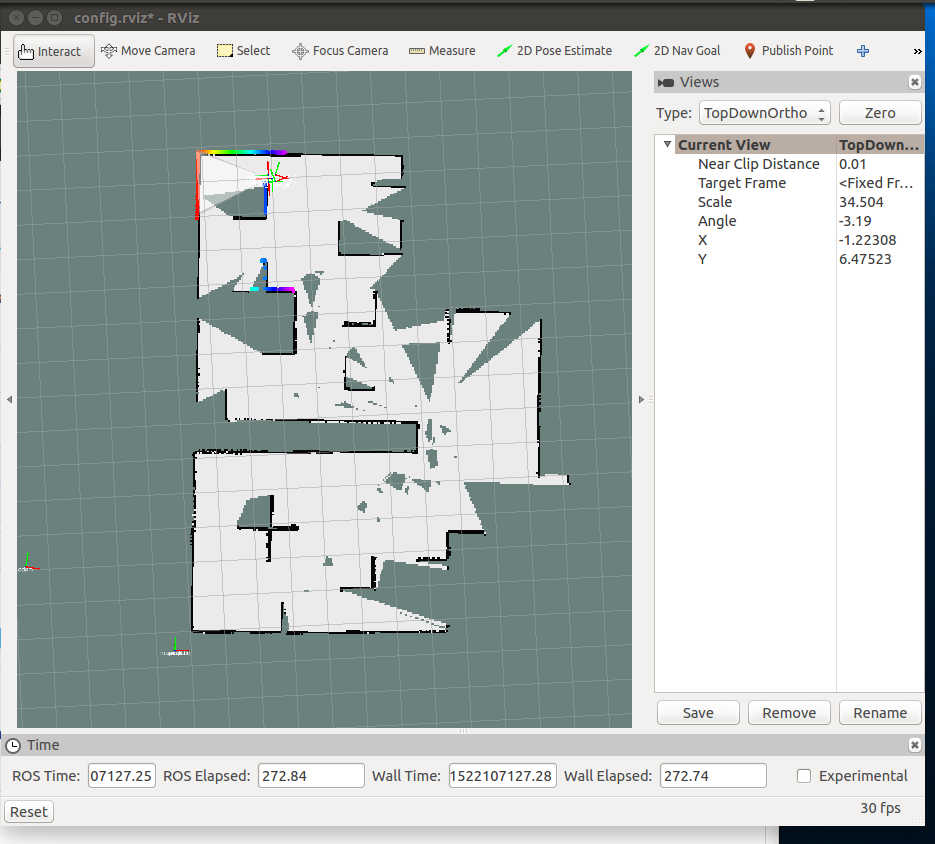 config.rviz* - RViz
Interact Move Camera Select Focus Camera Measure 2D Pose Estimate 2D Nav Goal Publish Point »
Views
Type: TopDownOrtho Zero
Current View TopDown...
Near Clip Distance 0.01
Target Frame <Fixed Fr...
Scale 34.504
Angle -3.19
X -1.22308
Y 6.47523
Save Remove Rename
Time
ROS Time: 07127.25 ROS Elapsed: 272.84 Wall Time: 1522107127.28 Wall Elapsed: 272.74 Experimental
Reset 30 fps